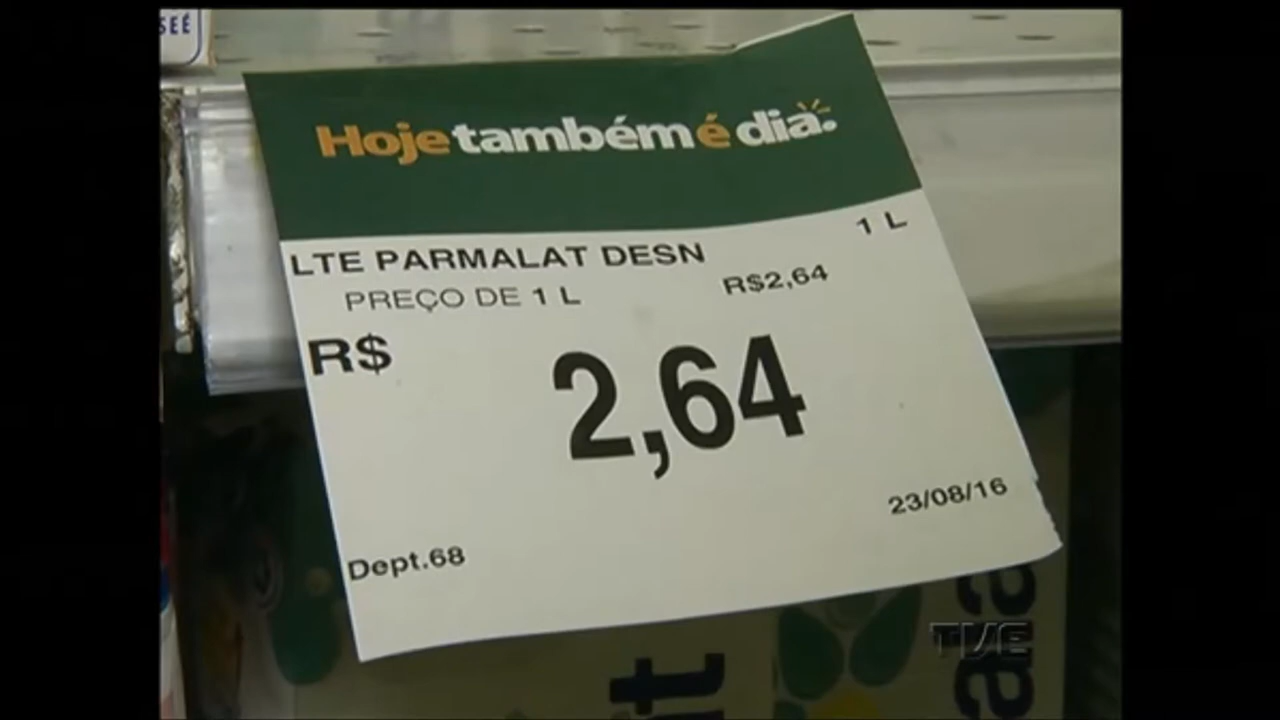 SEÉ
Hoje também é dia.
LTE PARMALAT DESN 1 L
PREÇO DE 1 L R$2,64
R$ 2,64
23/08/16
Dept.68
TVE